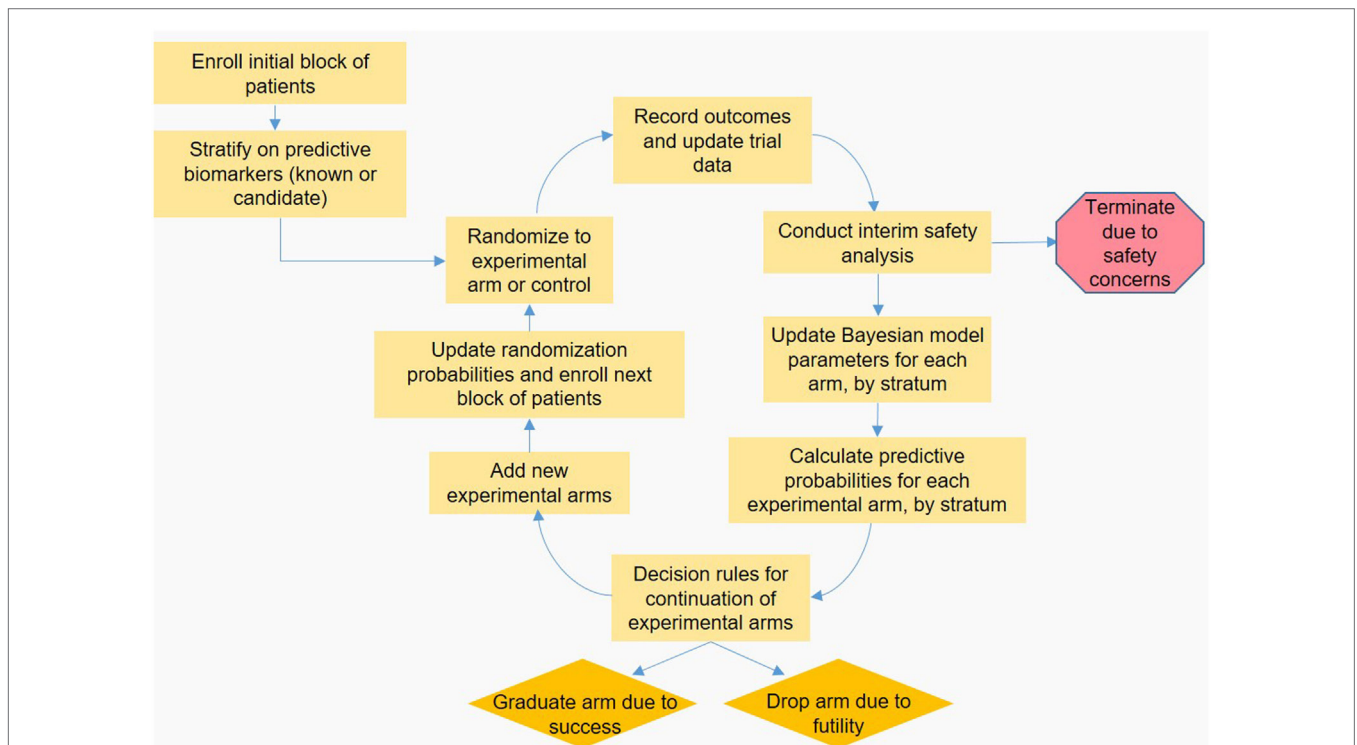 Enroll initial block of
patients
Stratify on predictive
biomarkers (known or
candidate)
Randomize to
experimental
arm or control
Record outcomes
and update trial
data
Conduct interim safety
analysis
Terminate
due to
safety
concerns
Update Bayesian model
parameters for each
arm, by stratum
Calculate predictive
probabilities for each
experimental arm, by stratum
Decision rules for
continuation of
experimental arms
Graduate arm due to
success
Drop arm due to
futility
Add new
experimental arms
Update randomization
probabilities and enroll next
block of patients